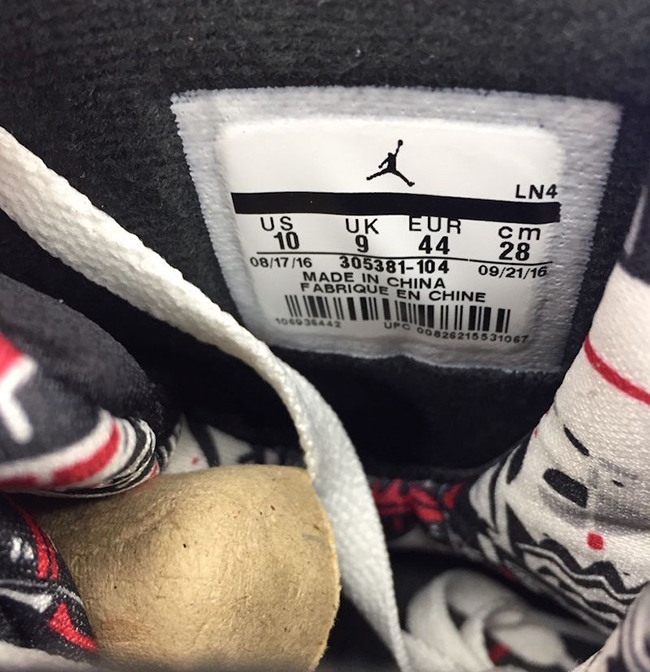 LN4
US UK EUR cm
10 9 44 28
08/17/16 305381-104 09/21/16
MADE IN CHINA
FABRIQUE EN CHINE
106936442 UPC 00826215531067